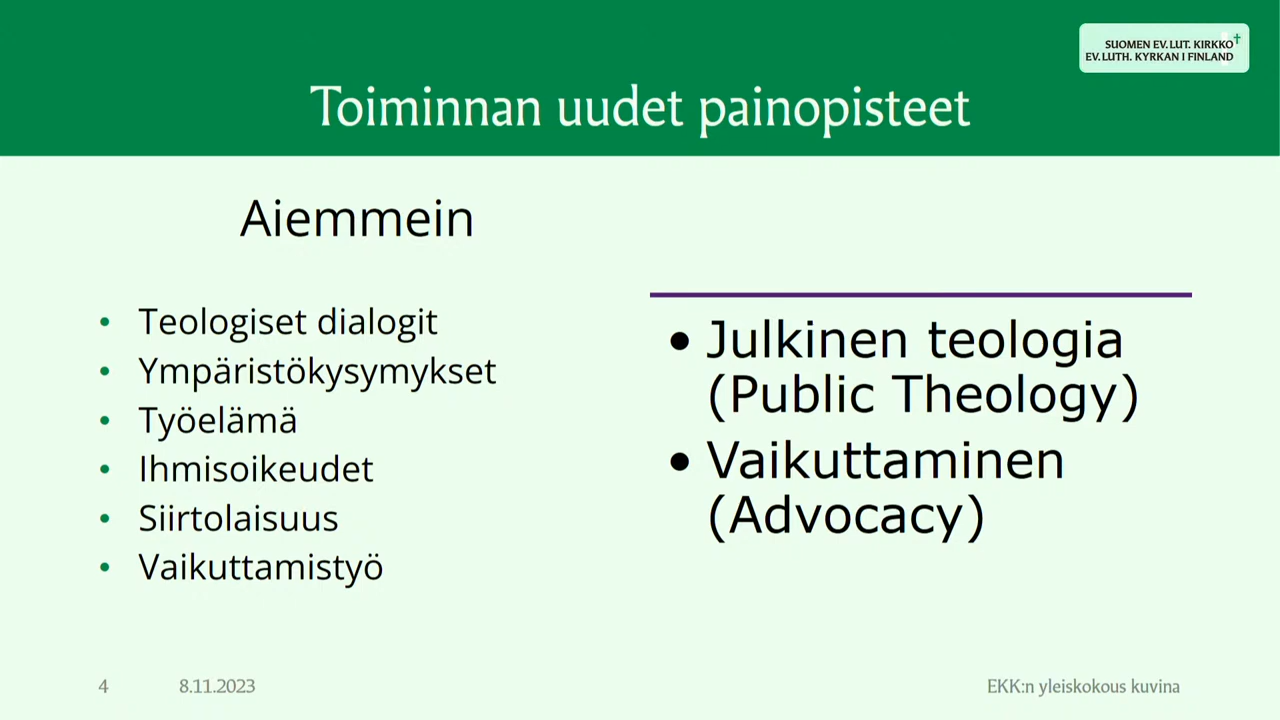 SUOMEN EV.LUT. KIRKKO
EV.LUTH. KYRKAN I FINLAND
Toiminnan uudet painopisteet
Aiemmein
• Teologiset dialogit
• Ympäristökysymykset
• Työelämä
• Ihmisoikeudet
• Siirtolaisuus
• Vaikuttamistyö
• Julkinen teologia
(Public Theology)
• Vaikuttaminen
(Advocacy)
4
8.11.2023
EKK:n yleiskokous kuvina